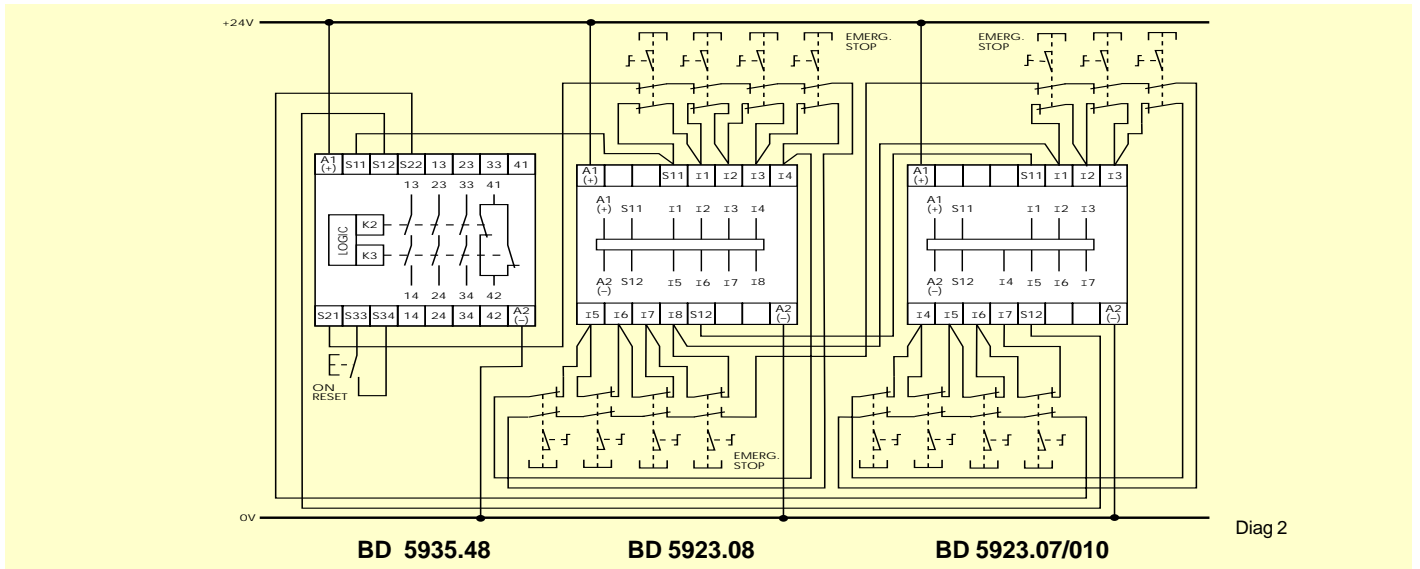 +24V
EMERG.
STOP
EMERG.
STOP
A1
(+) S11 S12 S22 13 23 33 41
13 23 33 41
LOGIC
K2
K3
14 24 34 42
S21 S33 S34 14 24 34 42 A2
(–)
ON
RESET
A1
(+) S11 I1 I2 I3 I4
A1
(+) S11 I1 I2 I3 I4
A2
(–) S12 I5 I6 I7 I8
I5 I6 I7 I8 S12 A2
(–)
EMERG.
STOP
A1
(+) S11 I1 I2 I3
A1
(+) S11 I1 I2 I3
A2
(–) S12 I4 I5 I6 I7
I4 I5 I6 I7 S12 A2
(–)
0V
Diag 2
BD 5935.48 BD 5923.08 BD 5923.07/010